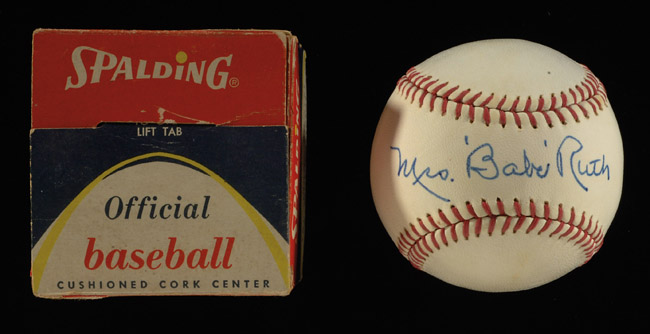 SPALDING®
LIFT TAB
Official
baseball
CUSHIONED CORK CENTER
Mrs. "Babe" Ruth